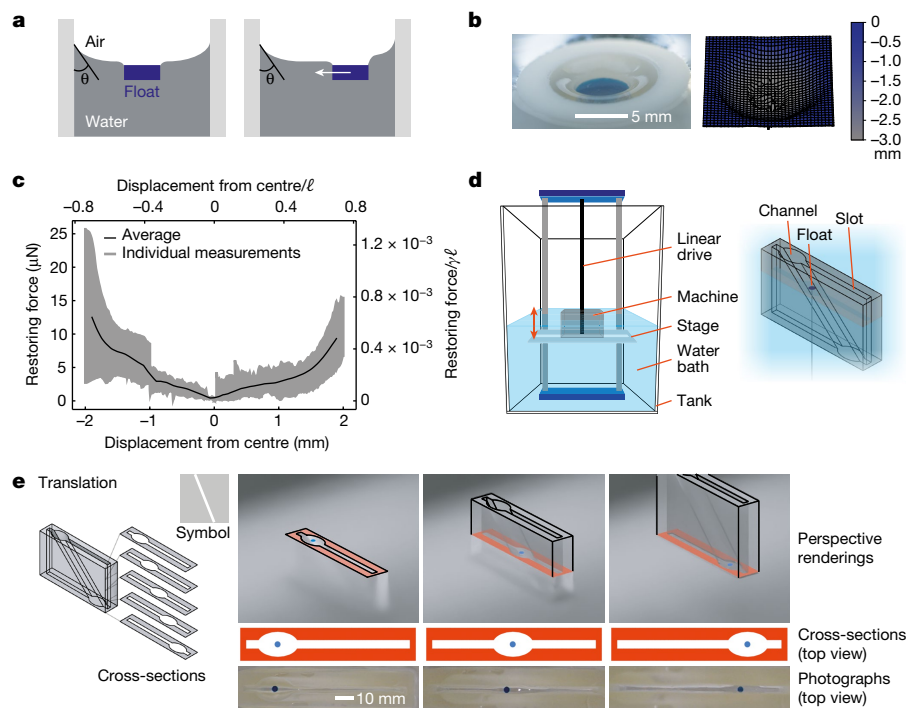 a
Air
θ
Float
Water
θ
b
5 mm
0
−0.5
−1.0
−1.5
−2.0
−2.5
−3.0
mm
c
Displacement from centre/ℓ
−0.8
−0.4
0
0.4
0.8
Restoring force (µN)
25
20
15
10
5
0
Average
Individual measurements
1.2 × 10⁻³
0.8 × 10⁻³
0.4 × 10⁻³
0
Restoring force/γℓ
−2
−1
0
1
2
Displacement from centre (mm)
d
Linear
drive
Machine
Stage
Water
bath
Tank
Channel
Float
Slot
e
Translation
Symbol
Cross-sections
Perspective
renderings
Cross-sections
(top view)
10 mm
Photographs
(top view)